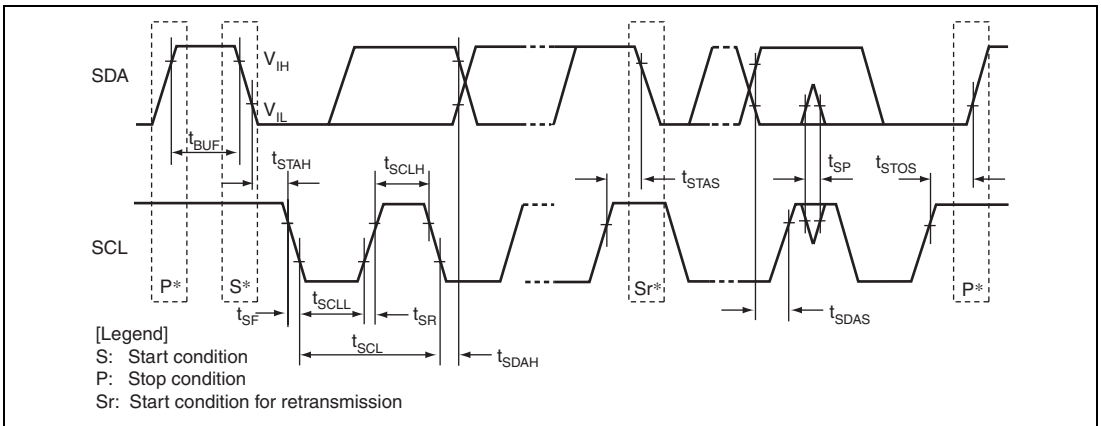 SDA
V_IH
V_IL
t_BUF
t_STAH
t_SCLH
t_STAS
t_SP
t_STOS
SCL
P*
S*
Sr*
P*
t_SF
t_SCLL
t_SR
t_SDAS
t_SCL
t_SDAH
[Legend]
S: Start condition
P: Stop condition
Sr: Start condition for retransmission